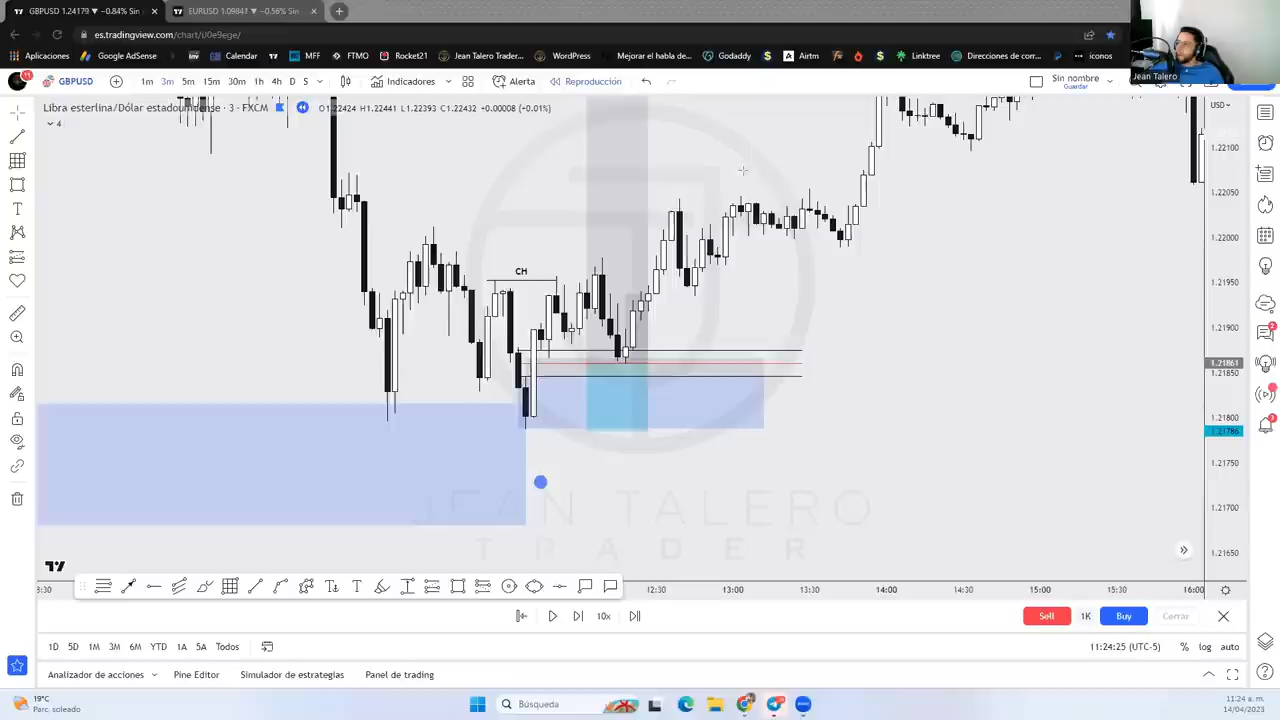 GBPUSD 1.24179 ▼ −0.84% Sin
EURUSD 1.09841 ▼ −0.56% Sin
es.tradingview.com/chart/iJ0e9ege/
Aplicaciones
Google AdSense
Calendar
MFF
FTMO
Rocket21
Jean Talero Trader...
WordPress
Mejorar el habla de...
Godaddy
Airtm
Linktree
Direcciones de corr...
iconos
Jean Talero
11
GBPUSD
1m 3m 5m 15m 30m 1h 4h D S
Indicadores
Alerta
Reproducción
Sin nombre
Guardar
Libra esterlina/Dólar estadounidense · 3 · FXCM
O1.22424 H1.22441 L1.22393 C1.22432 +0.00008 (+0.01%)
4
USD
1.22100
1.22050
1.22000
1.21950
1.21900
1.21861
1.21850
1.21800
1.21786
1.21750
1.21700
1.21650
CH
JEAN TALERO
TRADER
:30
12:30
13:00
13:30
14:00
14:30
15:00
15:30
16:00
10x
Sell
1K
Buy
Cerrar
1D 5D 1M 3M 6M YTD 1A 5A Todos
11:24:25 (UTC-5)
%
log
auto
Analizador de acciones
Pine Editor
Simulador de estrategias
Panel de trading
19°C
Parc. soleado
Búsqueda
11:24 a. m.
14/04/2023